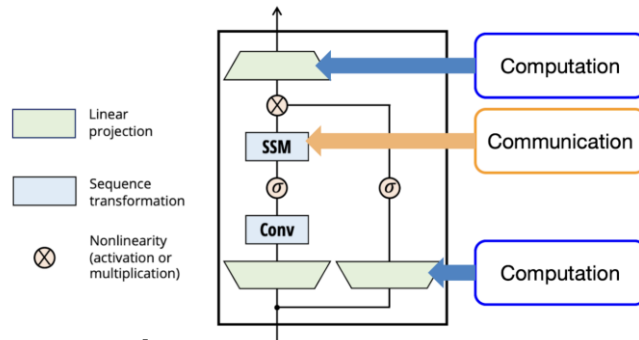 Computation
Linear
projection
SSM
Communication
Sequence
transformation
σ
σ
Conv
Nonlinearity
(activation or
multiplication)
Computation